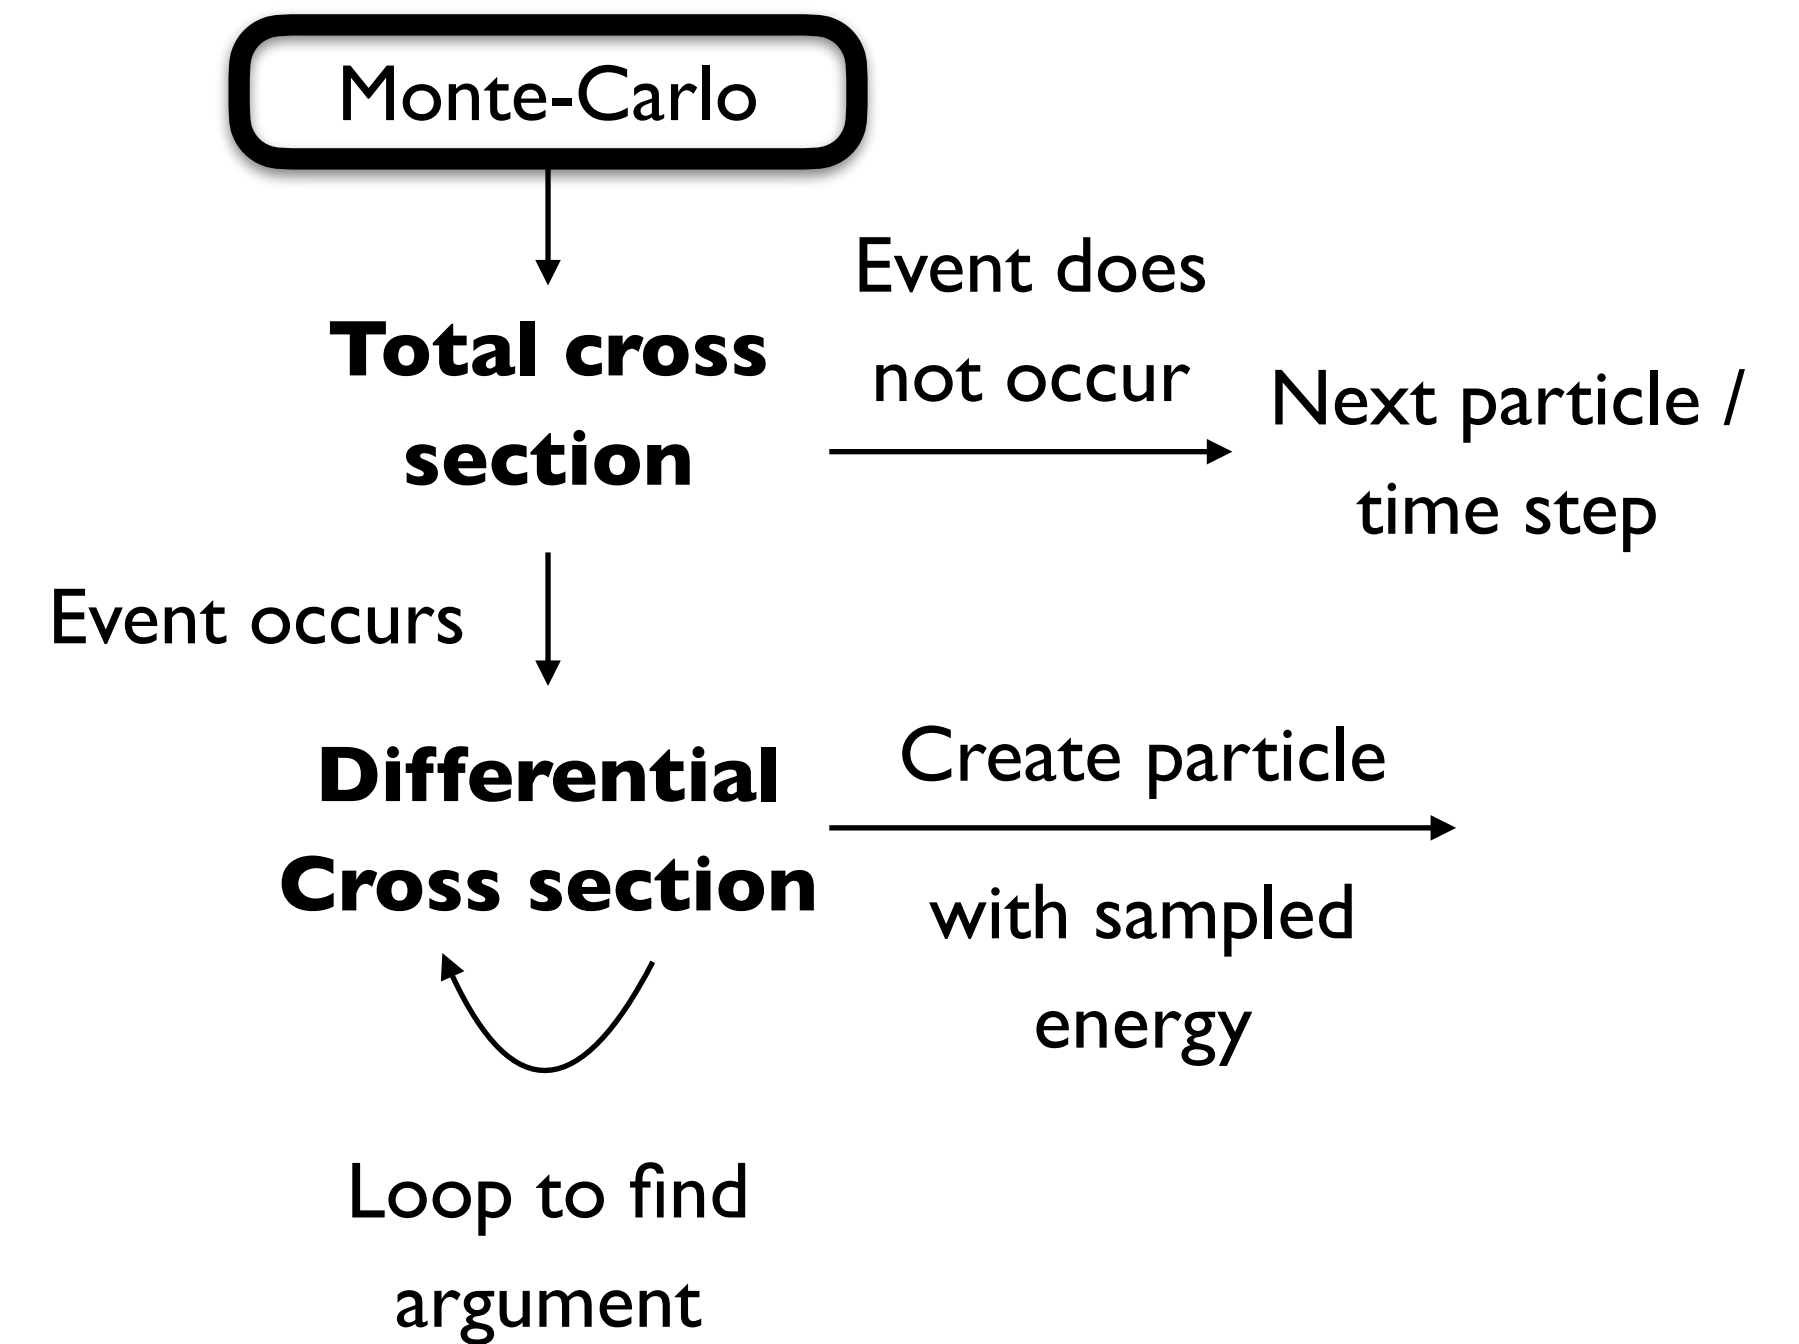 Monte-Carlo
Event does
not occur
Total cross
section
Next particle /
time step
Event occurs
Differential
Cross section
Create particle
with sampled
energy
Loop to find
argument